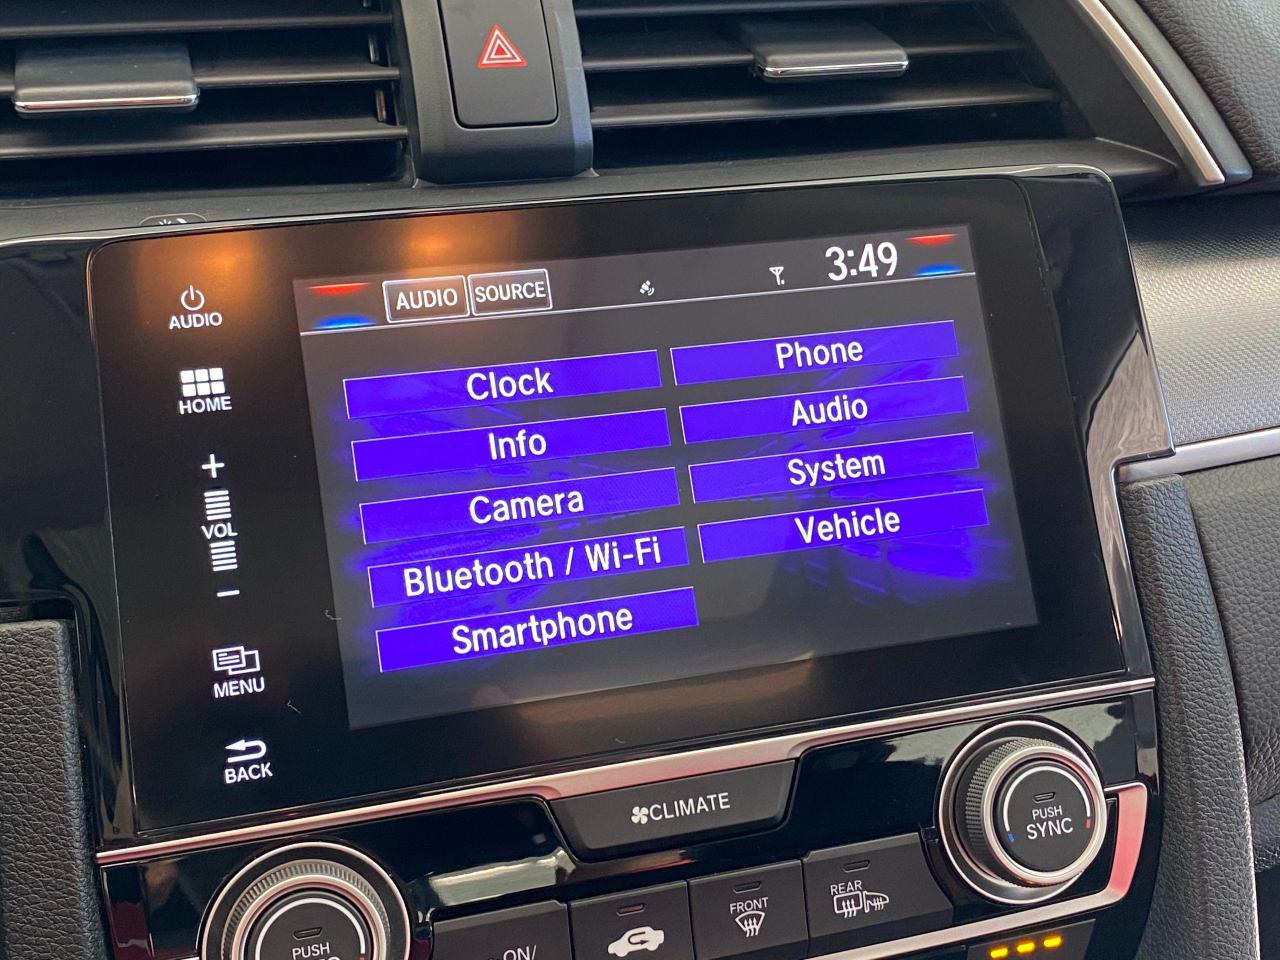 AUDIO
HOME
+
VOL
−
MENU
BACK
AUDIO SOURCE 3:49
Clock
Info
Camera
Bluetooth / Wi-Fi
Smartphone
Phone
Audio
System
Vehicle
CLIMATE
PUSH
SYNC
PUSH
ON/
FRONT
REAR